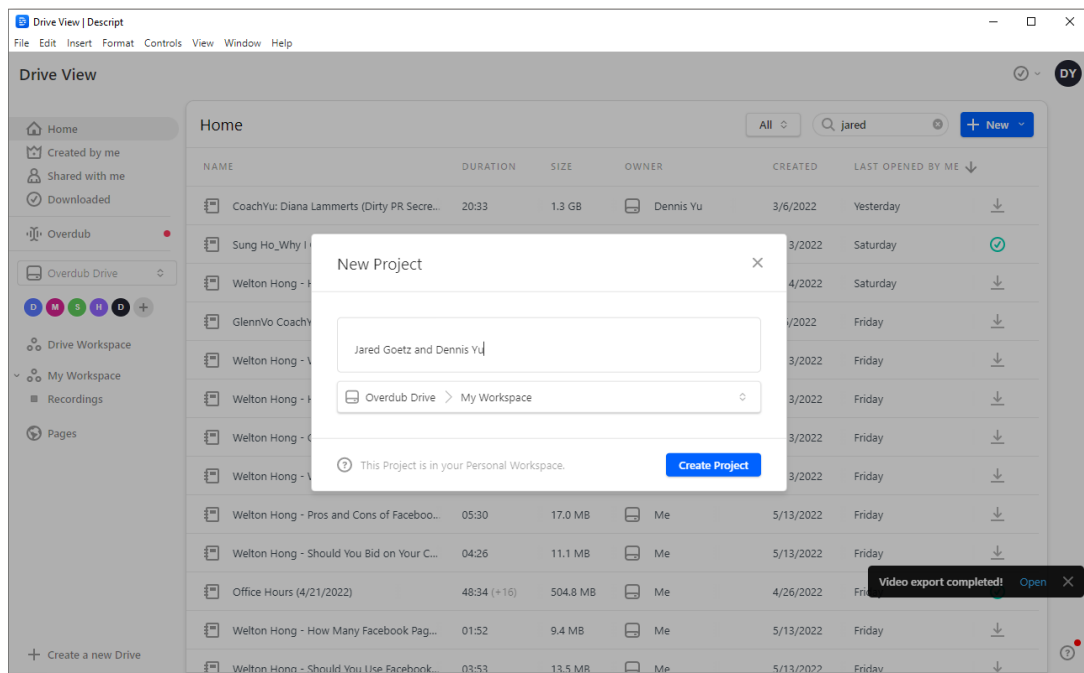 Drive View | Descript
File Edit Insert Format Controls View Window Help
Drive View
DY
Home
Created by me
Shared with me
Downloaded
Overdub
Overdub Drive
D M S H D +
Drive Workspace
My Workspace
Recordings
Pages
+ Create a new Drive
Home
All
jared
+ New
NAME DURATION SIZE OWNER CREATED LAST OPENED BY ME
CoachYu: Diana Lammerts (Dirty PR Secre... 20:33 1.3 GB Dennis Yu 3/6/2022 Yesterday
Sung Ho_Why I 3/2022 Saturday
Welton Hong - 4/2022 Saturday
GlennVo Coach /2022 Friday
Welton Hong - 3/2022 Friday
Welton Hong - 3/2022 Friday
Welton Hong - 3/2022 Friday
Welton Hong - 3/2022 Friday
Welton Hong - Pros and Cons of Faceboo... 05:30 17.0 MB Me 5/13/2022 Friday
Welton Hong - Should You Bid on Your C... 04:26 11.1 MB Me 5/13/2022 Friday
Office Hours (4/21/2022) 48:34 (+16) 504.8 MB Me 4/26/2022 Fri
Welton Hong - How Many Facebook Pag... 01:52 9.4 MB Me 5/13/2022 Friday
Welton Hong - Should You Use Facebook... 03:53 13.5 MB Me 5/13/2022 Friday
New Project
Jared Goetz and Dennis Yu
Overdub Drive > My Workspace
? This Project is in your Personal Workspace.
Create Project
Video export completed! Open
?